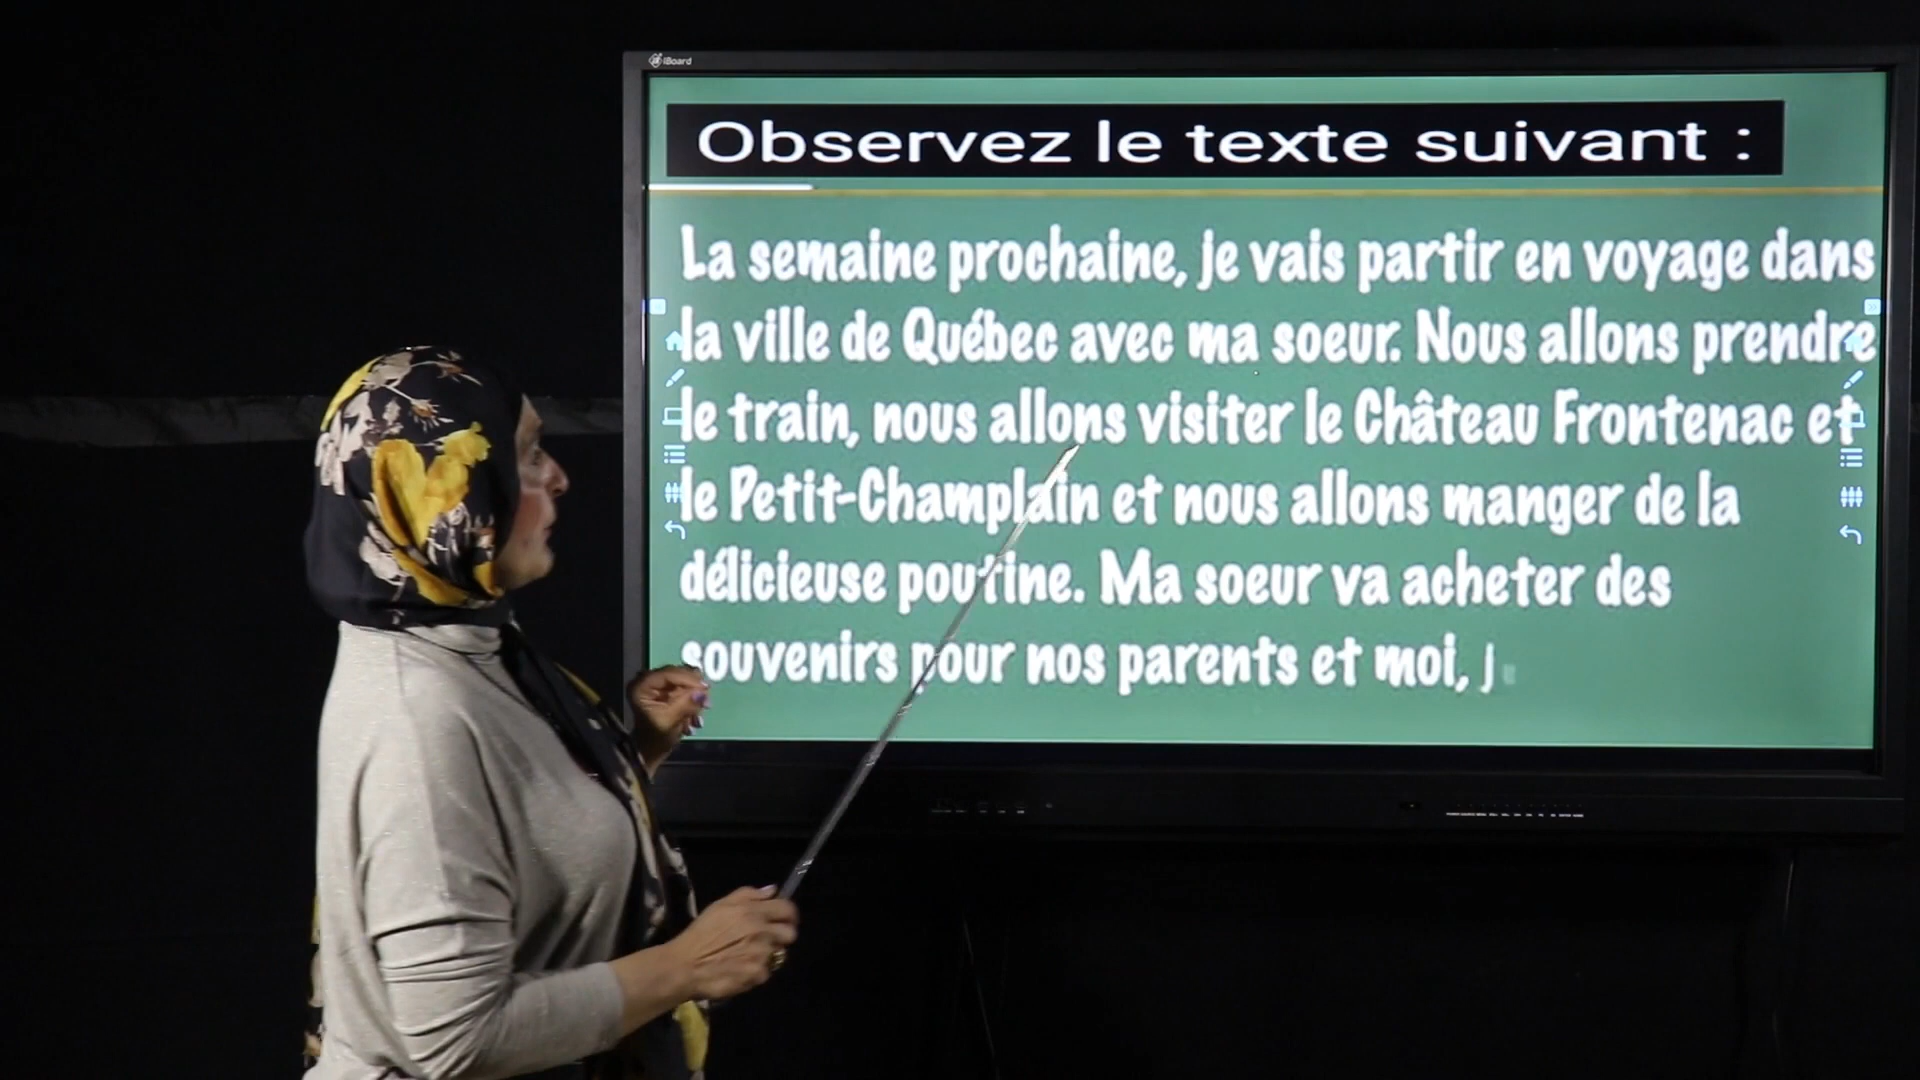 iBoard
Observez le texte suivant :
La semaine prochaine, je vais partir en voyage dans
la ville de Québec avec ma soeur. Nous allons prendre
le train, nous allons visiter le Château Frontenac et
le Petit-Champlain et nous allons manger de la
délicieuse poutine. Ma soeur va acheter des
souvenirs pour nos parents et moi, j